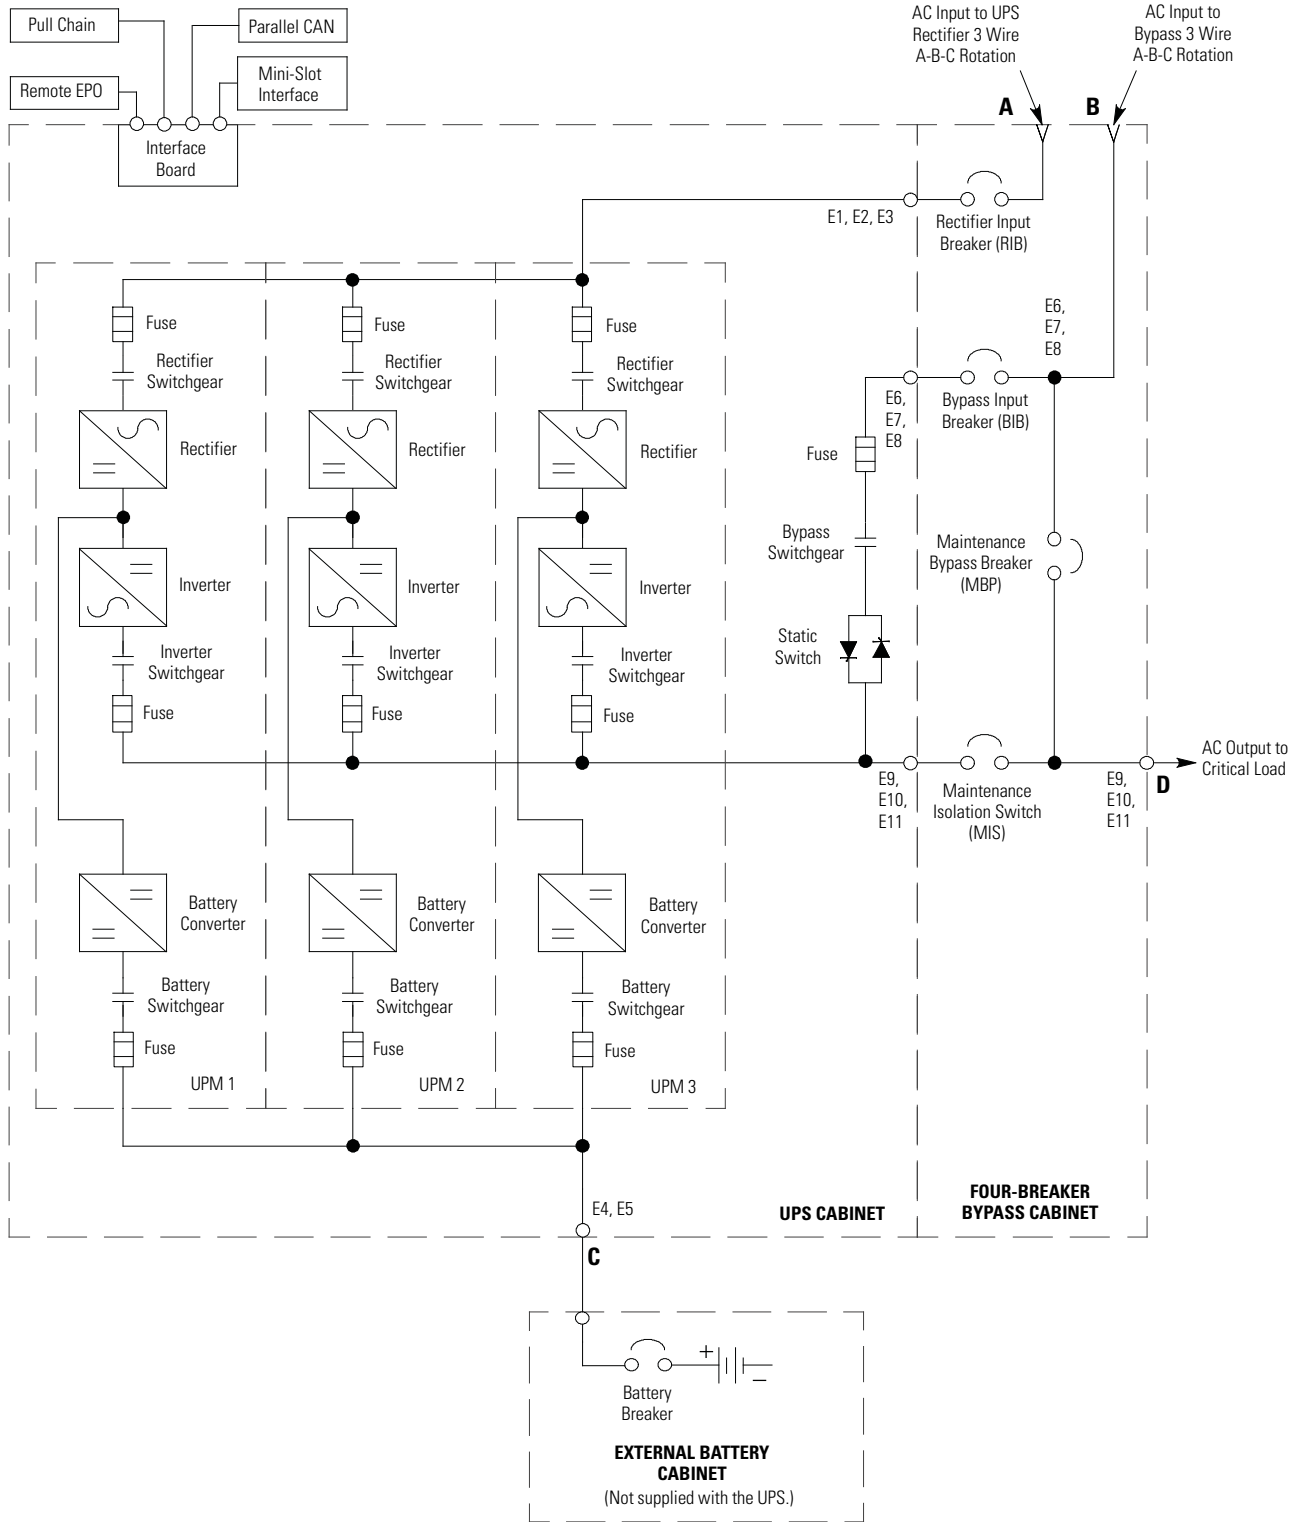 Pull Chain
Parallel CAN
Remote EPO
Mini-Slot
Interface
Interface
Board
AC Input to UPS
Rectifier 3 Wire
A-B-C Rotation
AC Input to
Bypass 3 Wire
A-B-C Rotation
A
B
E1, E2, E3
Rectifier Input
Breaker (RIB)
Fuse
Rectifier
Switchgear
Rectifier
Inverter
Inverter
Switchgear
Fuse
Battery
Converter
Battery
Switchgear
Fuse
UPM 1
Fuse
Rectifier
Switchgear
Rectifier
Inverter
Inverter
Switchgear
Fuse
Battery
Converter
Battery
Switchgear
Fuse
UPM 2
Fuse
Rectifier
Switchgear
Rectifier
Inverter
Inverter
Switchgear
Fuse
Battery
Converter
Battery
Switchgear
Fuse
UPM 3
E6,
E7,
E8
E6,
E7,
E8
Bypass Input
Breaker (BIB)
Fuse
Bypass
Switchgear
Static
Switch
Maintenance
Bypass Breaker
(MBP)
E9,
E10,
E11
Maintenance
Isolation Switch
(MIS)
E9,
E10,
E11
D
AC Output to
Critical Load
E4, E5
UPS CABINET
FOUR-BREAKER
BYPASS CABINET
C
+
–
Battery
Breaker
EXTERNAL BATTERY
CABINET
(Not supplied with the UPS.)